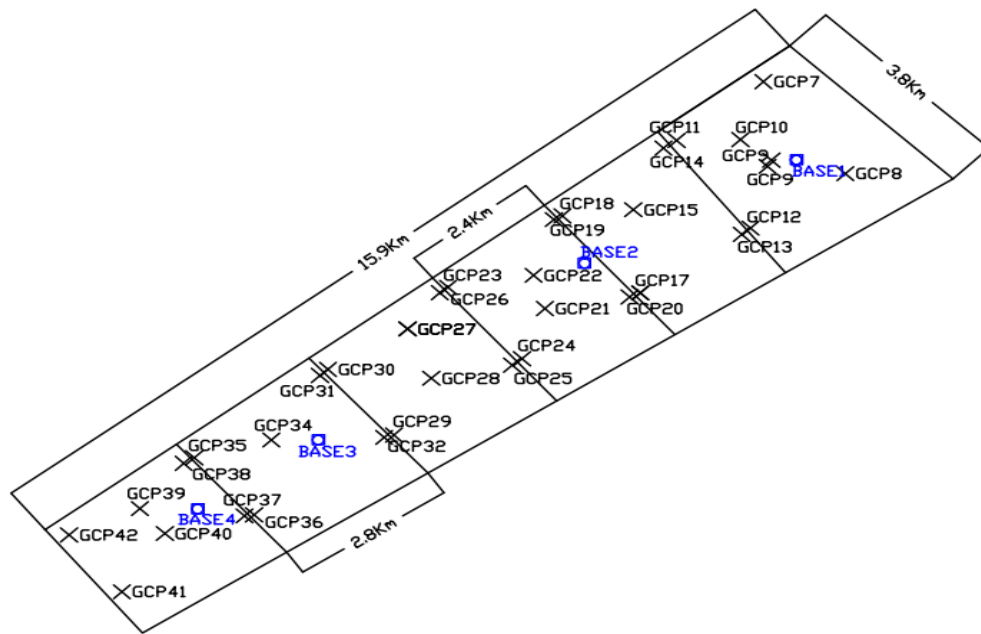 GCP7
3.8Km
GCP11
GCP10
GCP14
GCP9
GCP9
BASE1
GCP8
GCP18
GCP15
GCP19
GCP12
GCP13
15.9Km
2.4Km
BASE2
GCP23
GCP22
GCP26
GCP17
GCP20
GCP21
GCP27
GCP24
GCP25
GCP30
GCP28
GCP31
GCP34
GCP29
GCP32
BASE3
GCP35
GCP38
GCP39
GCP37
BASE4
GCP36
GCP42
GCP40
2.8Km
GCP41